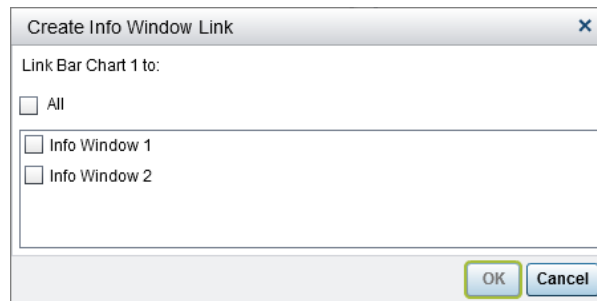 Create Info Window Link
Link Bar Chart 1 to:
All
Info Window 1
Info Window 2
OK Cancel